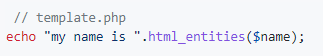 // template.php
echo "my name is ".html_entities($name);